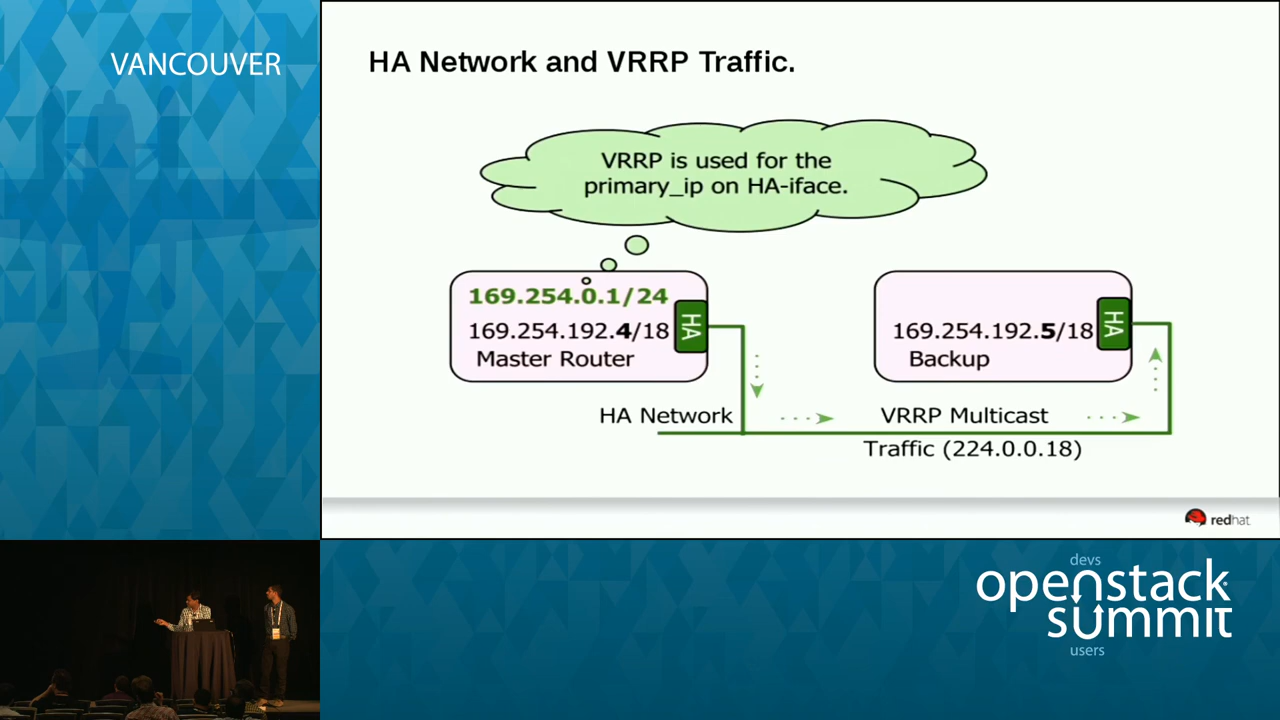 VANCOUVER
HA Network and VRRP Traffic.
VRRP is used for the
primary_ip on HA-iface.
169.254.0.1/24
169.254.192.4/18
Master Router
HA
169.254.192.5/18
Backup
HA
HA Network
VRRP Multicast
Traffic (224.0.0.18)
redhat
devs
openstack
summit
users